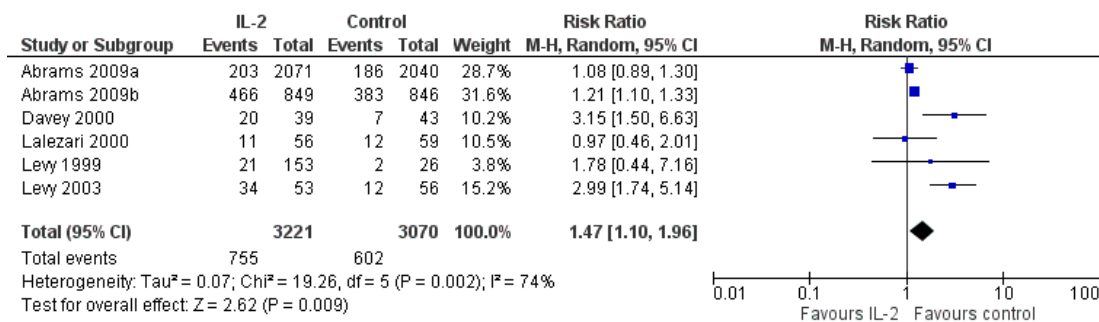 IL-2 Control Risk Ratio Risk Ratio
Study or Subgroup Events Total Events Total Weight M-H, Random, 95% CI M-H, Random, 95% CI
Abrams 2009a 203 2071 186 2040 28.7% 1.08 [0.89, 1.30]
Abrams 2009b 466 849 383 846 31.6% 1.21 [1.10, 1.33]
Davey 2000 20 39 7 43 10.2% 3.15 [1.50, 6.63]
Lalezari 2000 11 56 12 59 10.5% 0.97 [0.46, 2.01]
Levy 1999 21 153 2 26 3.8% 1.78 [0.44, 7.16]
Levy 2003 34 53 12 56 15.2% 2.99 [1.74, 5.14]
Total (95% CI) 3221 3070 100.0% 1.47 [1.10, 1.96]
Total events 755 602
Heterogeneity: Tau² = 0.07; Chi² = 19.26, df = 5 (P = 0.002); I² = 74%
Test for overall effect: Z = 2.62 (P = 0.009)
0.01 0.1 1 10 100
Favours IL-2 Favours control